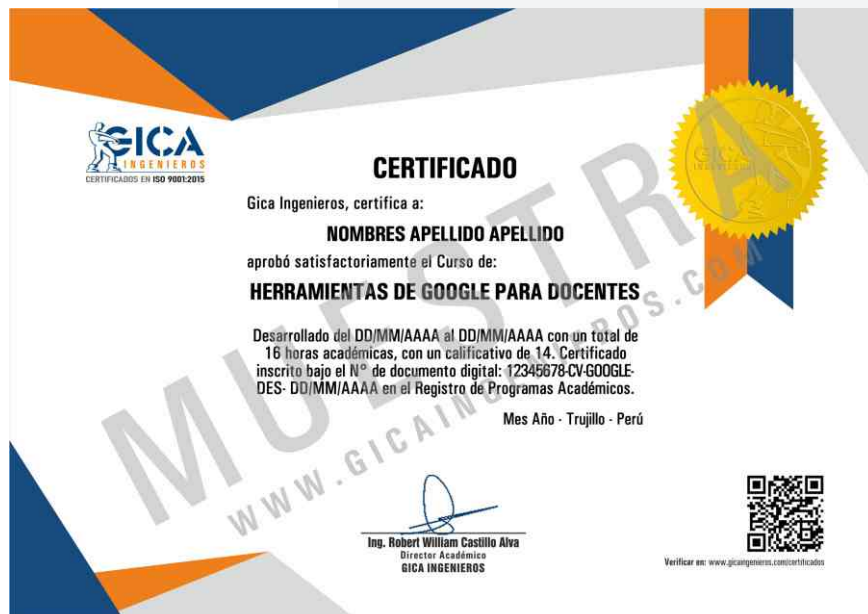 GICA
INGENIEROS
CERTIFICADOS EN ISO 9001:2015
CERTIFICADO
Gica Ingenieros, certifica a:
NOMBRES APELLIDO APELLIDO
aprobó satisfactoriamente el Curso de:
HERRAMIENTAS DE GOOGLE PARA DOCENTES
Desarrollado del DD/MM/AAAA al DD/MM/AAAA con un total de
16 horas académicas, con un calificativo de 14. Certificado
inscrito bajo el N° de documento digital: 12345678-CV-GOOGLE-
DES- DD/MM/AAAA en el Registro de Programas Académicos.
Mes Año - Trujillo - Perú
MUESTRA
WWW.GICAINGENIEROS.COM
GICA
INGENIEROS
Ing. Robert William Castillo Alva
Director Académico
GICA INGENIEROS
Verificar en: www.gicaingenieros.com/certificados